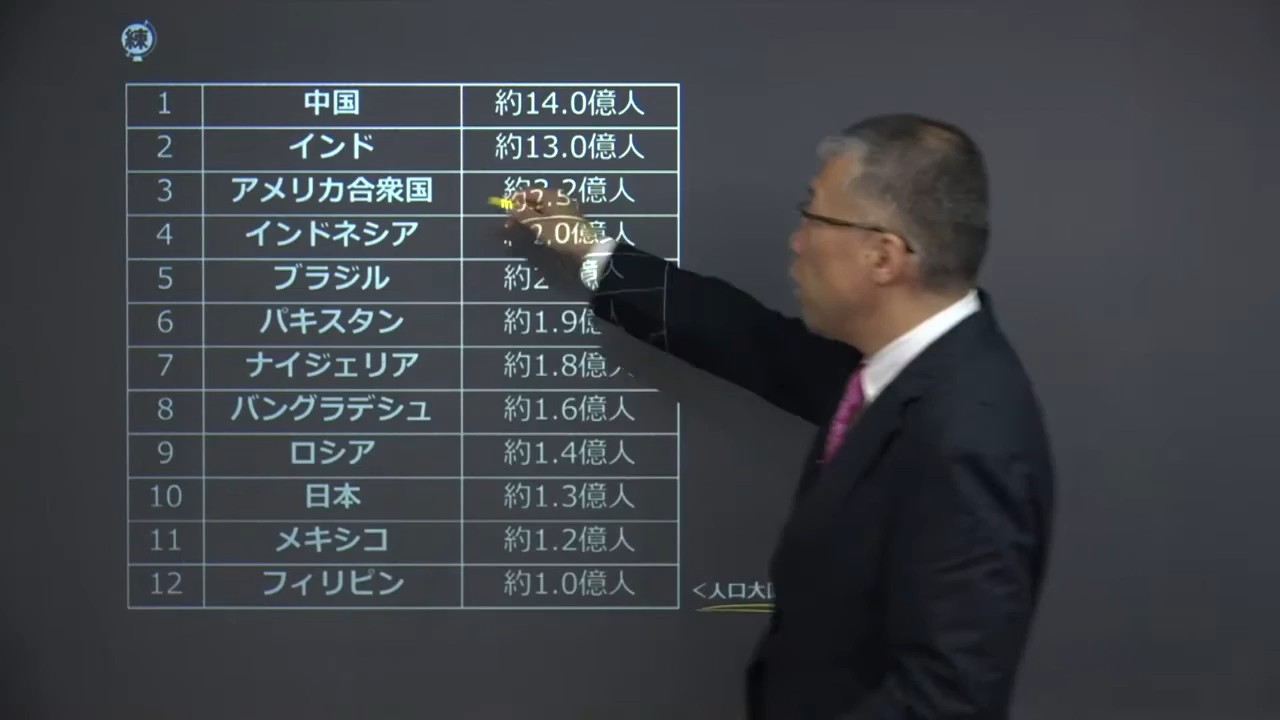 練
1 中国 約14.0億人
2 インド 約13.0億人
3 アメリカ合衆国 約3.2億人
4 インドネシア 億人
5 ブラジル 約2
6 パキスタン 約1.9億
7 ナイジェリア 約1.8億人
8 バングラデシュ 約1.6億人
9 ロシア 約1.4億人
10 日本 約1.3億人
11 メキシコ 約1.2億人
12 フィリピン 約1.0億人
<人口大